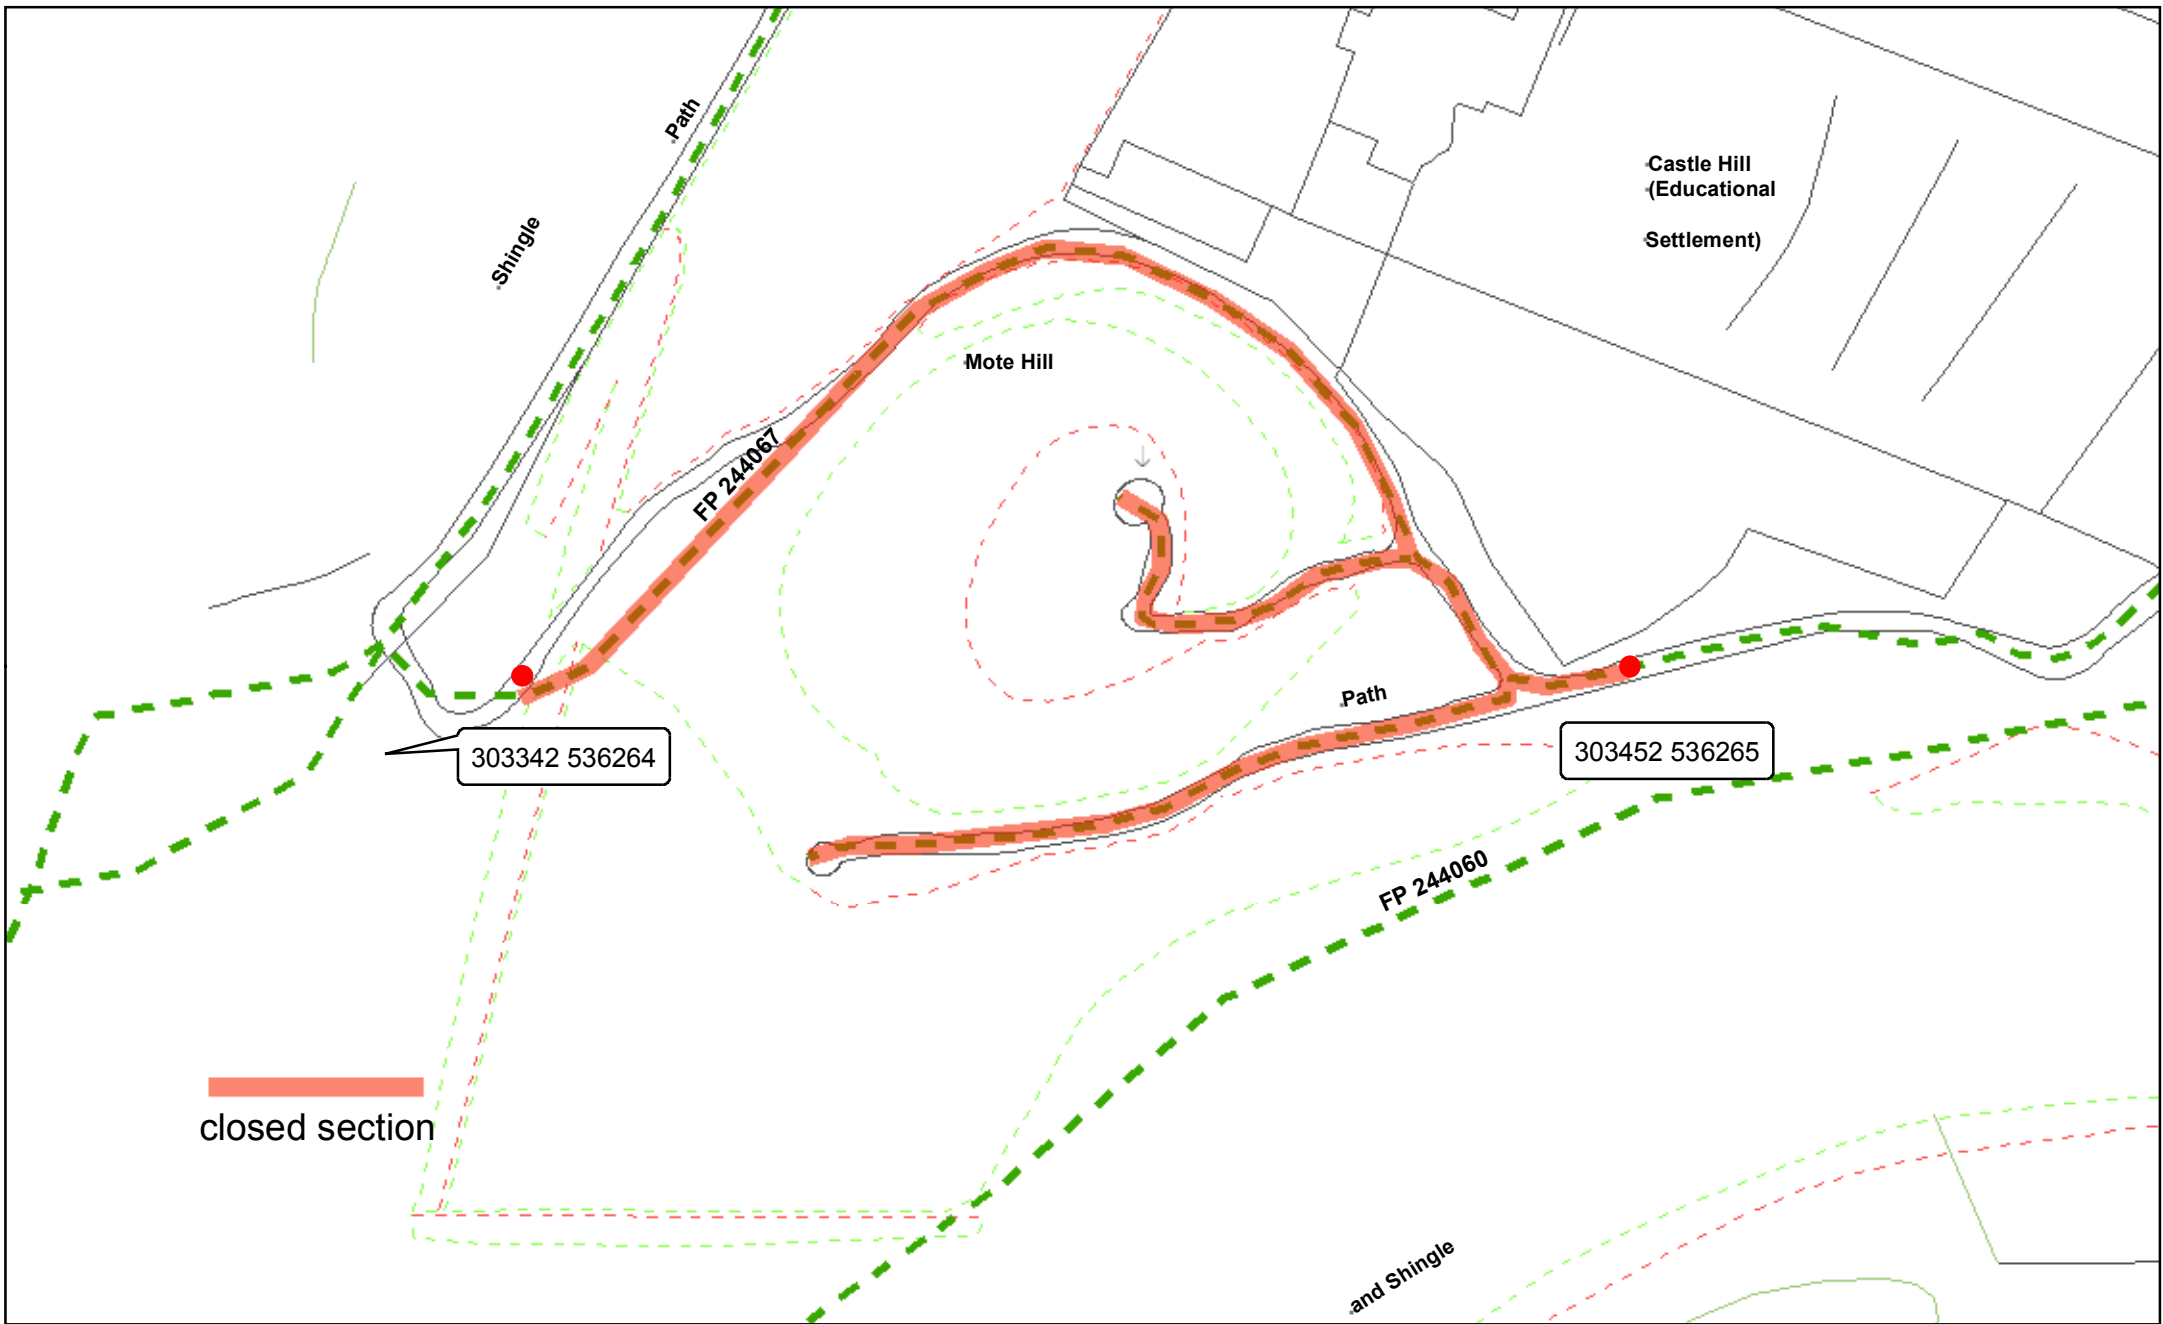 Path
Shingle
Castle Hill
(Educational
Settlement)
Mote Hill
FP 244067
Path
303342 536264
303452 536265
FP 244060
closed section
and Shingle